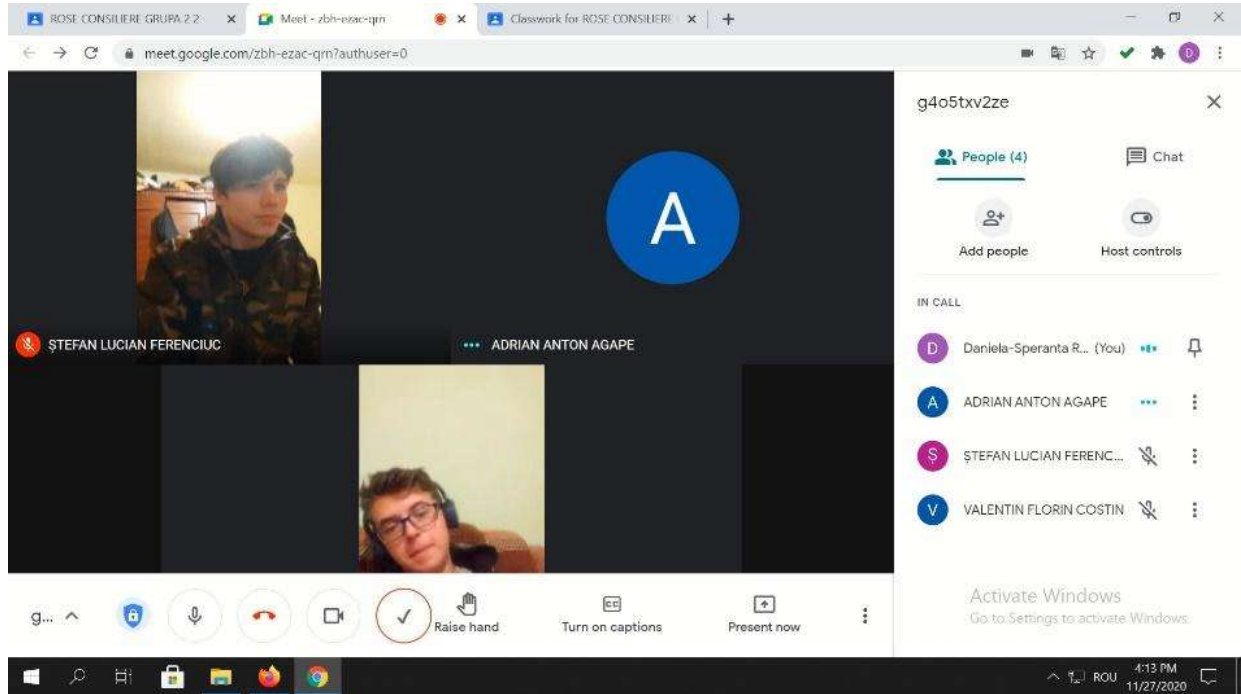 ROSE CONSILIERE GRUPA 2.2
Meet - zbh-ezac-qrn
Classwork for ROSE CONSILIERE
meet.google.com/zbh-ezac-qrn?authuser=0
D
A
ȘTEFAN LUCIAN FERENCIUC
ADRIAN ANTON AGAPE
g4o5txv2ze
People (4)
Chat
Add people
Host controls
IN CALL
D Daniela-Speranta R... (You)
A ADRIAN ANTON AGAPE
Ș ȘTEFAN LUCIAN FERENC...
V VALENTIN FLORIN COSTIN
g...
Raise hand
CC
Turn on captions
Present now
Activate Windows
Go to Settings to activate Windows.
ROU
4:13 PM
11/27/2020